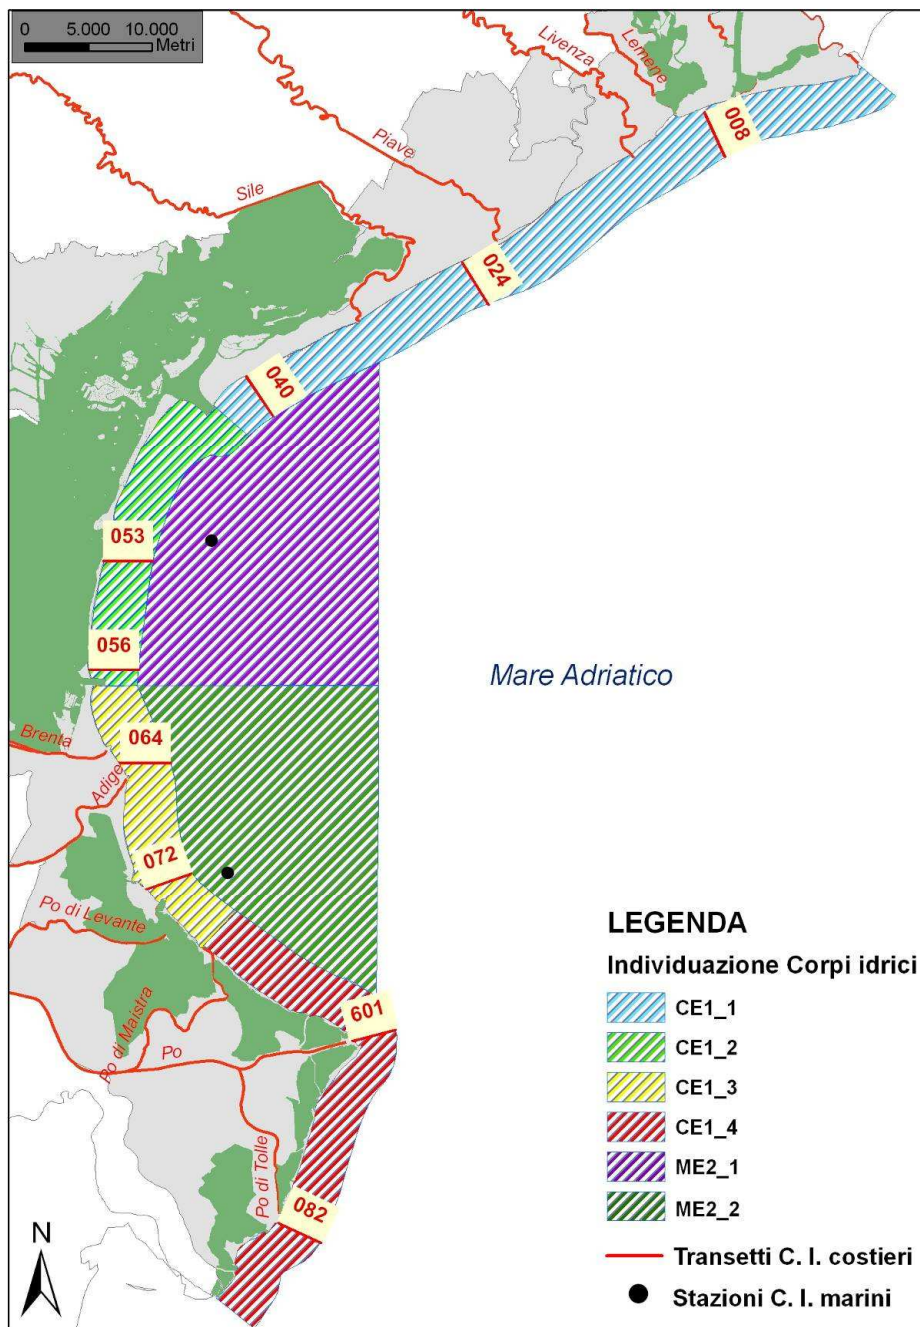 0 5.000 10.000
Metri
Livenza
Lemene
008
Piave
Sile
024
040
053
056
Mare Adriatico
Brenta
064
Adige
072
Po di Levante
601
Po di Maistra
Po
Po di Tolle
082
N
LEGENDA
Individuazione Corpi idrici
CE1_1
CE1_2
CE1_3
CE1_4
ME2_1
ME2_2
Transetti C. I. costieri
Stazioni C. I. marini